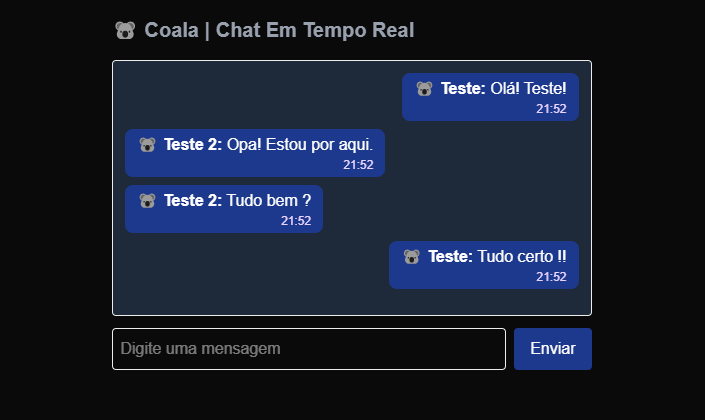 🐨 Coala | Chat Em Tempo Real
🐨 Teste: Olá! Teste!
21:52
🐨 Teste 2: Opa! Estou por aqui.
21:52
🐨 Teste 2: Tudo bem ?
21:52
🐨 Teste: Tudo certo !!
21:52
Digite uma mensagem
Enviar